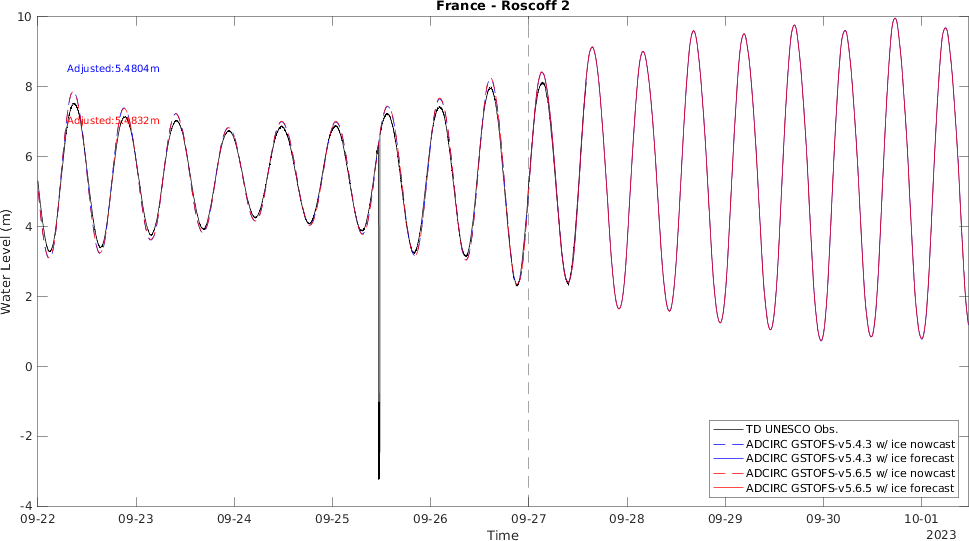 France - Roscoff 2
10
8
6
4
2
0
-2
-4
Water Level (m)
Adjusted:5.4804m
Adjusted:5.4832m
TD UNESCO Obs.
ADCIRC GSTOFS-v5.4.3 w/ ice nowcast
ADCIRC GSTOFS-v5.4.3 w/ ice forecast
ADCIRC GSTOFS-v5.6.5 w/ ice nowcast
ADCIRC GSTOFS-v5.6.5 w/ ice forecast
09-22 09-23 09-24 09-25 09-26 09-27 09-28 09-29 09-30 10-01
Time
2023